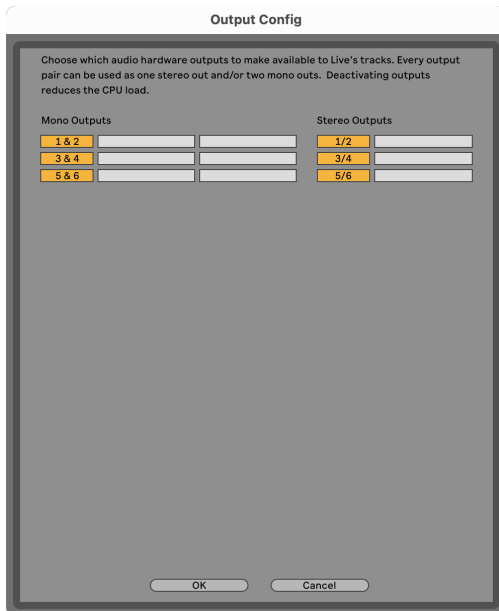 Output Config
Choose which audio hardware outputs to make available to Live's tracks. Every output
pair can be used as one stereo out and/or two mono outs. Deactivating outputs
reduces the CPU load.
Mono Outputs
1 & 2
3 & 4
5 & 6
Stereo Outputs
1/2
3/4
5/6
OK
Cancel